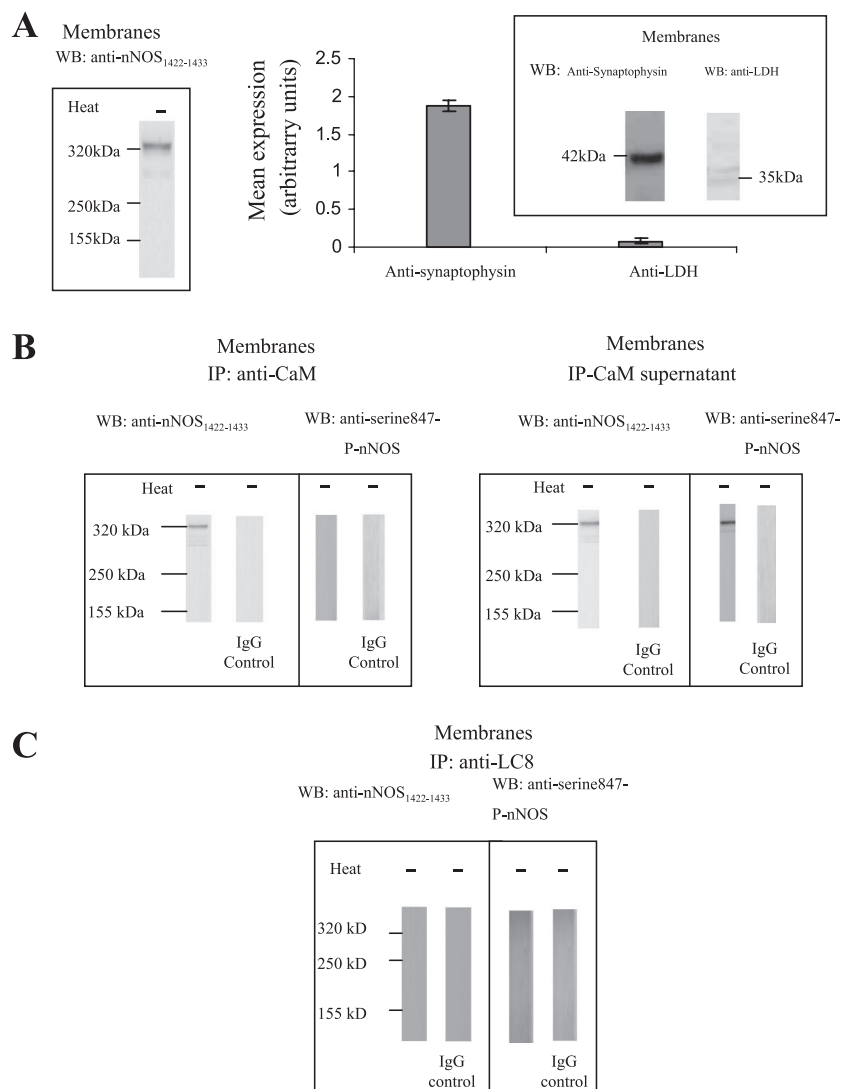 A
Membranes
WB: anti-nNOS1422-1433
Heat
–
320kDa
250kDa
155kDa
Mean expression
(arbitrarry units)
2.5
2
1.5
1
0.5
0
Anti-synaptophysin
Anti-LDH
Membranes
WB: Anti-Synaptophysin
WB: anti-LDH
42kDa
35kDa
B
Membranes
IP: anti-CaM
WB: anti-nNOS1422-1433
WB: anti-serine847-
P-nNOS
Heat – – – –
320 kDa
250 kDa
155 kDa
IgG
Control
IgG
Control
Membranes
IP-CaM supernatant
WB: anti-nNOS1422-1433
WB: anti-serine847-
P-nNOS
Heat – – – –
320 kDa
250 kDa
155 kDa
IgG
Control
IgG
Control
C
Membranes
IP: anti-LC8
WB: anti-nNOS1422-1433
WB: anti-serine847-
P-nNOS
Heat – – – –
320 kD
250 kD
155 kD
IgG
control
IgG
control